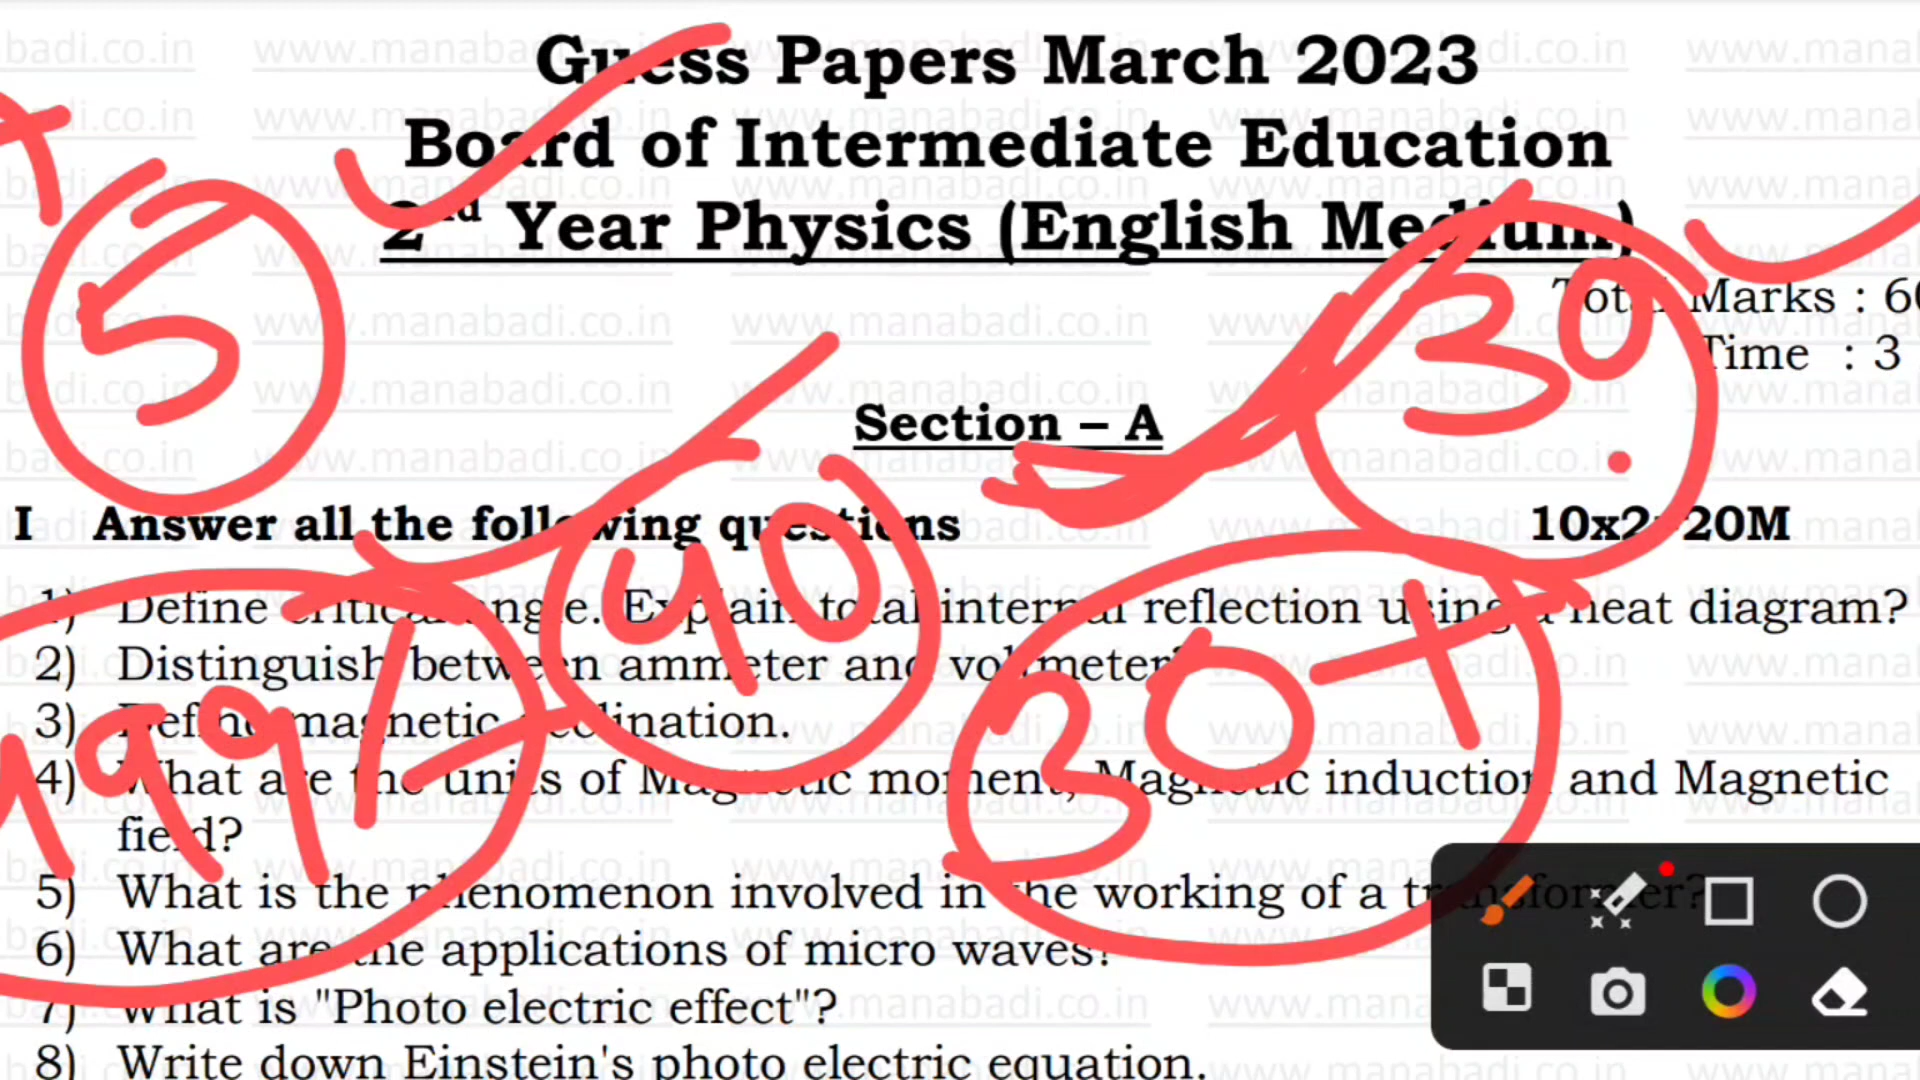 Guess Papers March 2023
Board of Intermediate Education
2nd Year Physics (English Medium)
Total Marks : 60
Time : 3
Section – A
I Answer all the following questions 10x2=20M
1) Define critical angle. Explain total internal reflection using a neat diagram?
2) Distinguish between ammeter and voltmeter?
3) Define magnetic declination.
4) What are the units of Magnetic moment, Magnetic induction and Magnetic
field?
5) What is the phenomenon involved in the working of a transformer?
6) What are the applications of micro waves?
7) What is "Photo electric effect"?
8) Write down Einstein's photo electric equation.
5
30
40
30+
www.manabadi.co.in